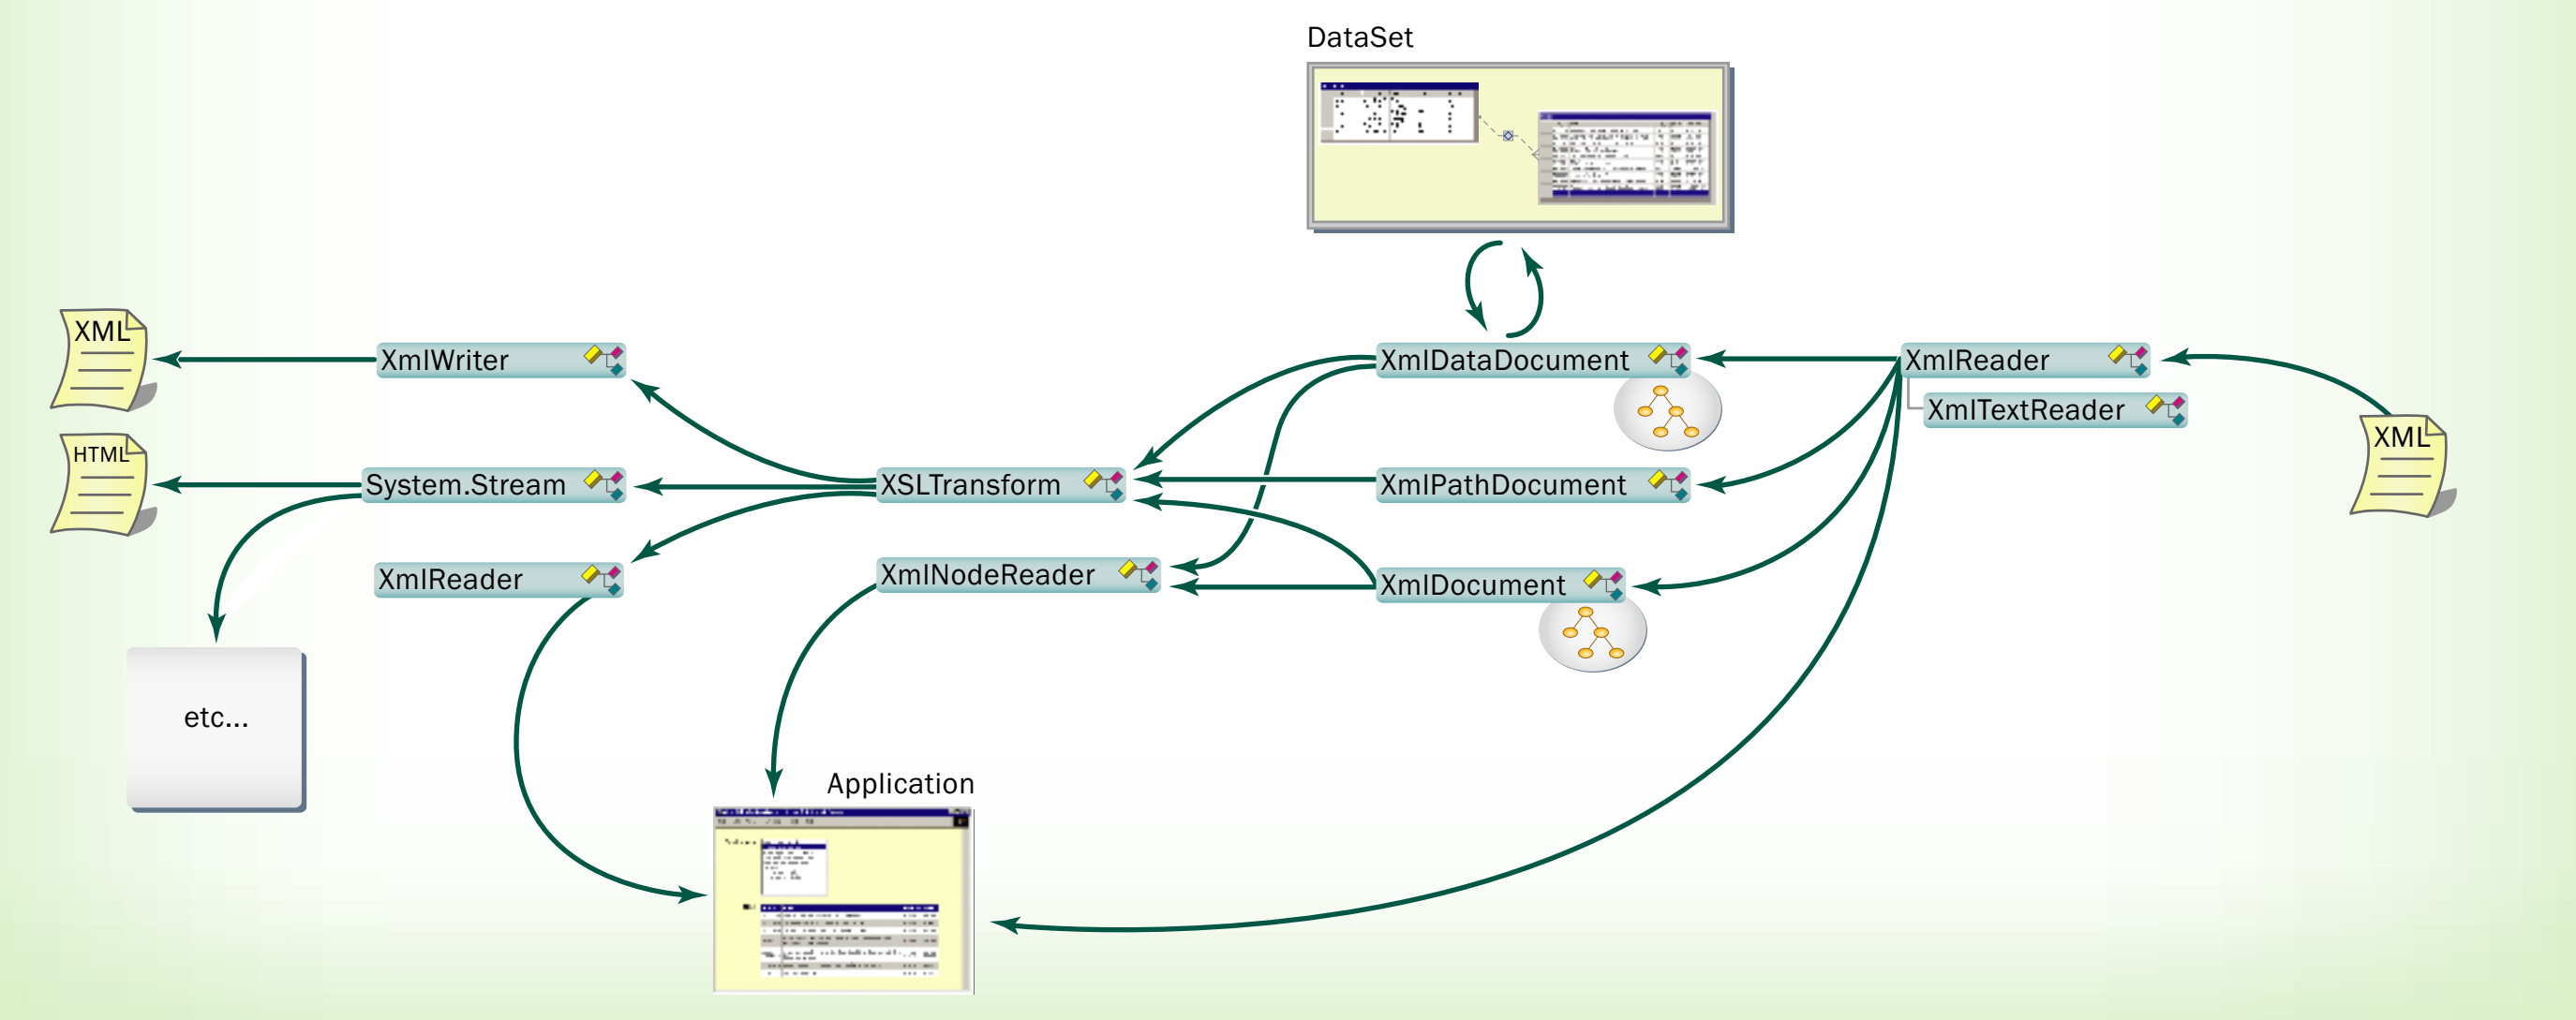 DataSet
XML
XmlWriter
XmlDataDocument
XmlReader
XmlTextReader
XML
HTML
System.Stream
XSLTransform
XmlPathDocument
XmlReader
XmlNodeReader
XmlDocument
etc...
Application